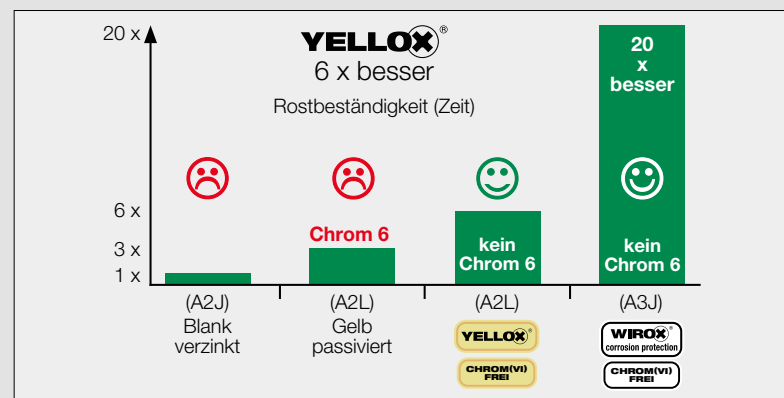 YELLOX®
6 x besser
Rostbeständigkeit (Zeit)
20 x
6 x
3 x
1 x
Chrom 6
kein
Chrom 6
20
x
besser
kein
Chrom 6
(A2J)
Blank
verzinkt
(A2L)
Gelb
passiviert
(A2L)
YELLOX®
CHROM(VI)
FREI
(A3J)
WIROX®
corrosion protection
CHROM(VI)
FREI